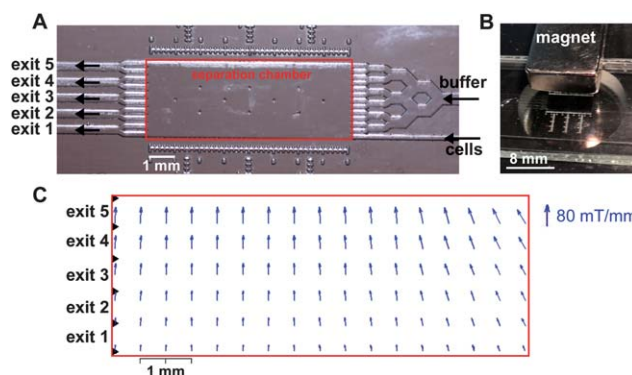 A
exit 5
exit 4
exit 3
exit 2
exit 1
separation chamber
buffer
cells
1 mm
B
magnet
8 mm
C
exit 5
exit 4
exit 3
exit 2
exit 1
80 mT/mm
1 mm